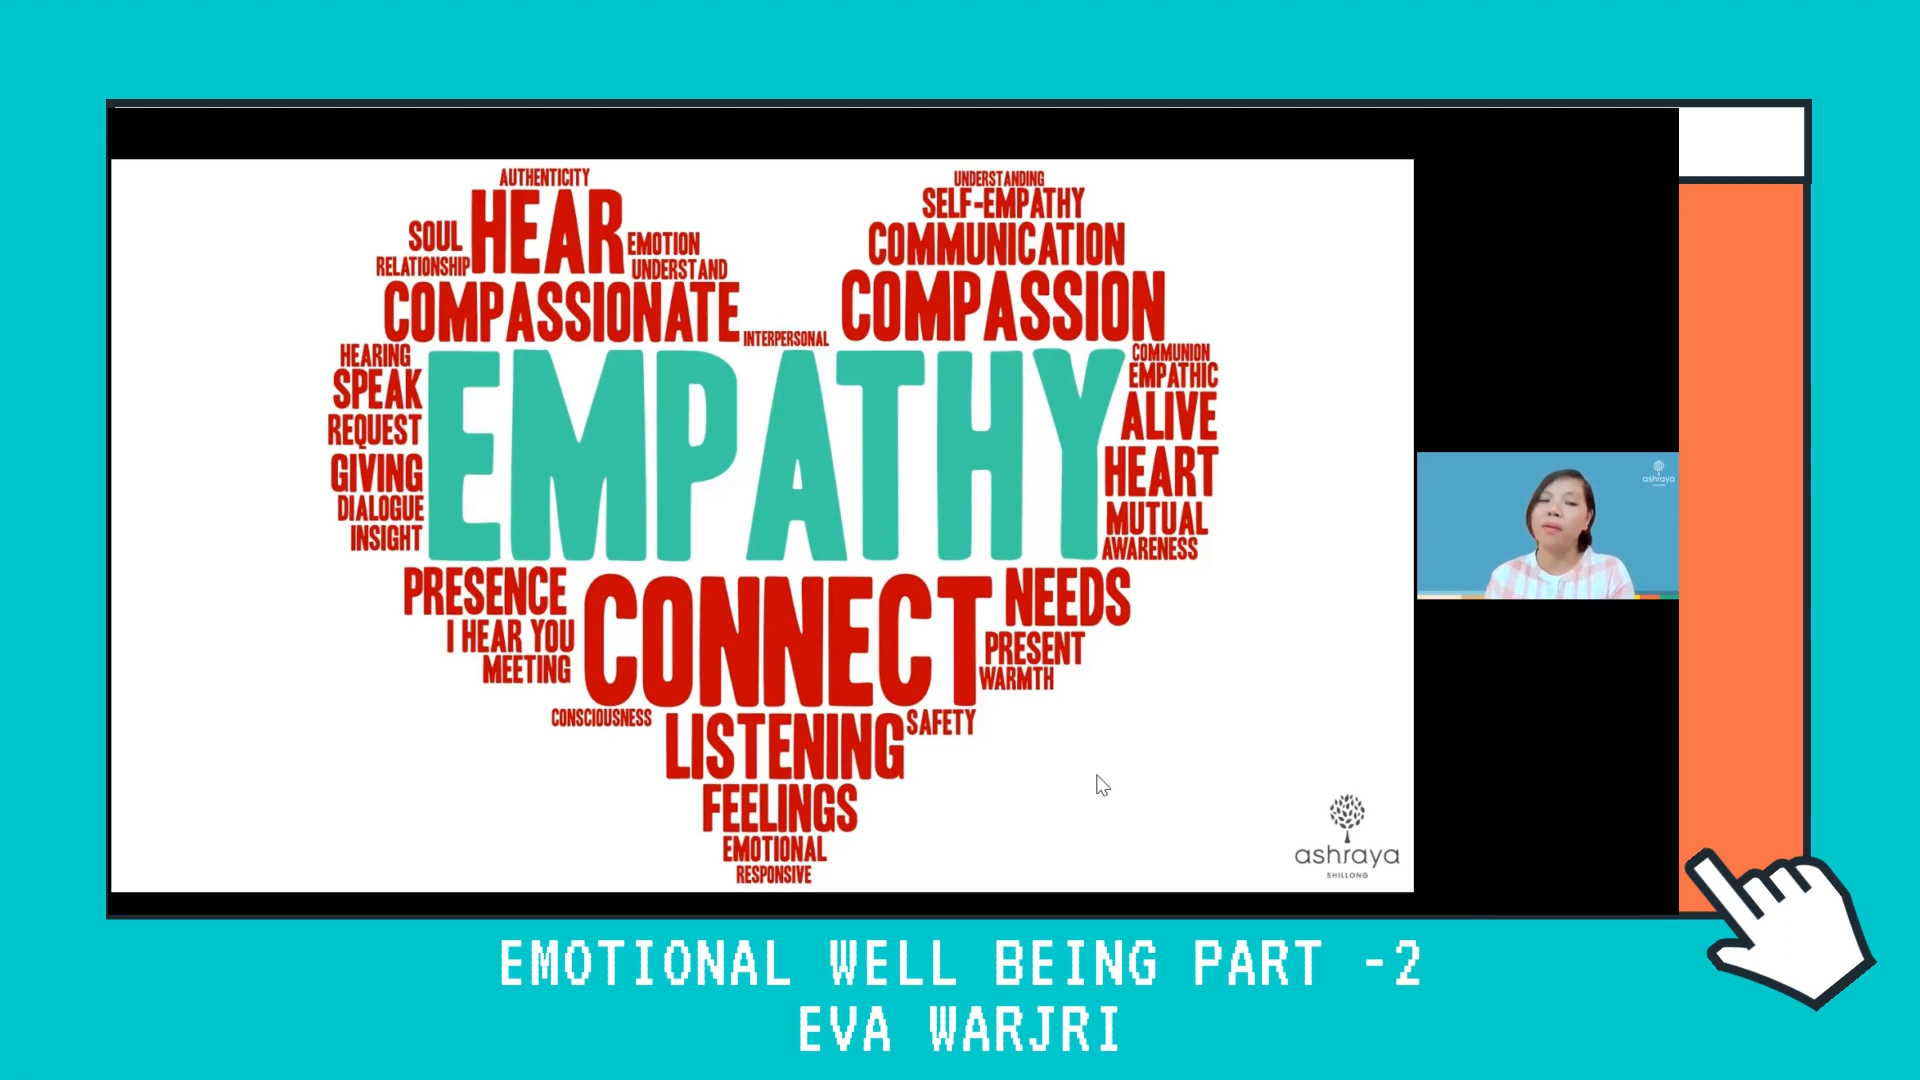 AUTHENTICITY
HEAR
SOUL
EMOTION
RELATIONSHIP
UNDERSTAND
COMPASSIONATE
INTERPERSONAL
UNDERSTANDING
SELF-EMPATHY
COMMUNICATION
COMPASSION
HEARING
SPEAK
REQUEST
GIVING
DIALOGUE
INSIGHT
EMPATHY
COMMUNION
EMPATHIC
ALIVE
HEART
MUTUAL
AWARENESS
PRESENCE
I HEAR YOU
MEETING
CONNECT
NEEDS
PRESENT
WARMTH
CONSCIOUSNESS
LISTENING
SAFETY
FEELINGS
EMOTIONAL
RESPONSIVE
ashraya
SHILLONG
ashraya
EMOTIONAL WELL BEING PART -2
EVA WARJRI